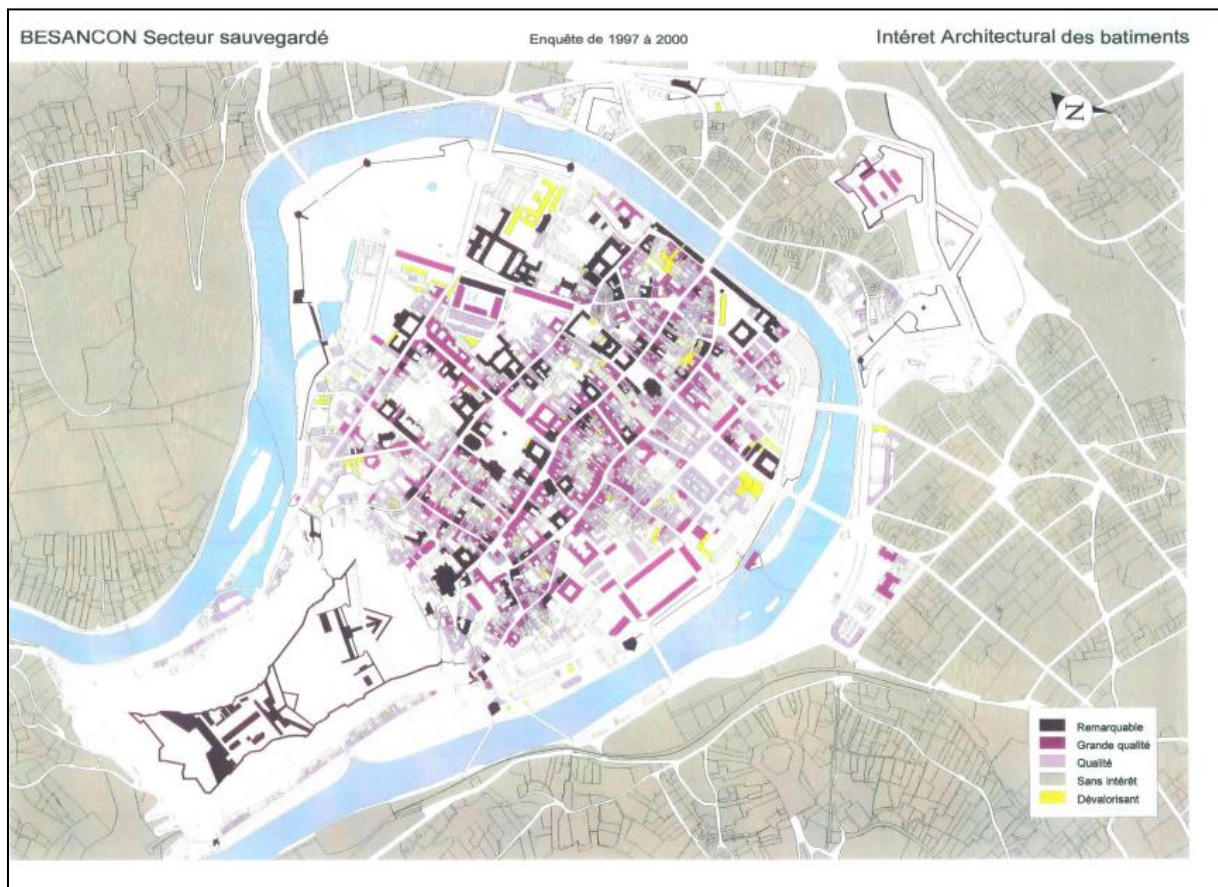 BESANCON Secteur sauvegardé
Enquête de 1997 à 2000
Intéret Architectural des batiments
N
Remarquable
Grande qualité
Qualité
Sans intérêt
Dévalorisant